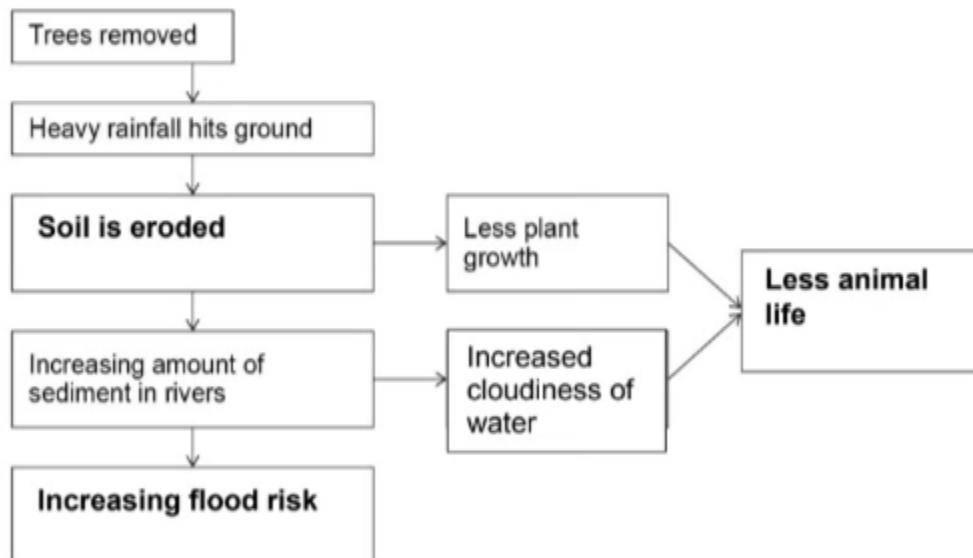 Trees removed
Heavy rainfall hits ground
Soil is eroded
Less plant
growth
Less animal
life
Increasing amount of
sediment in rivers
Increased
cloudiness of
water
Increasing flood risk